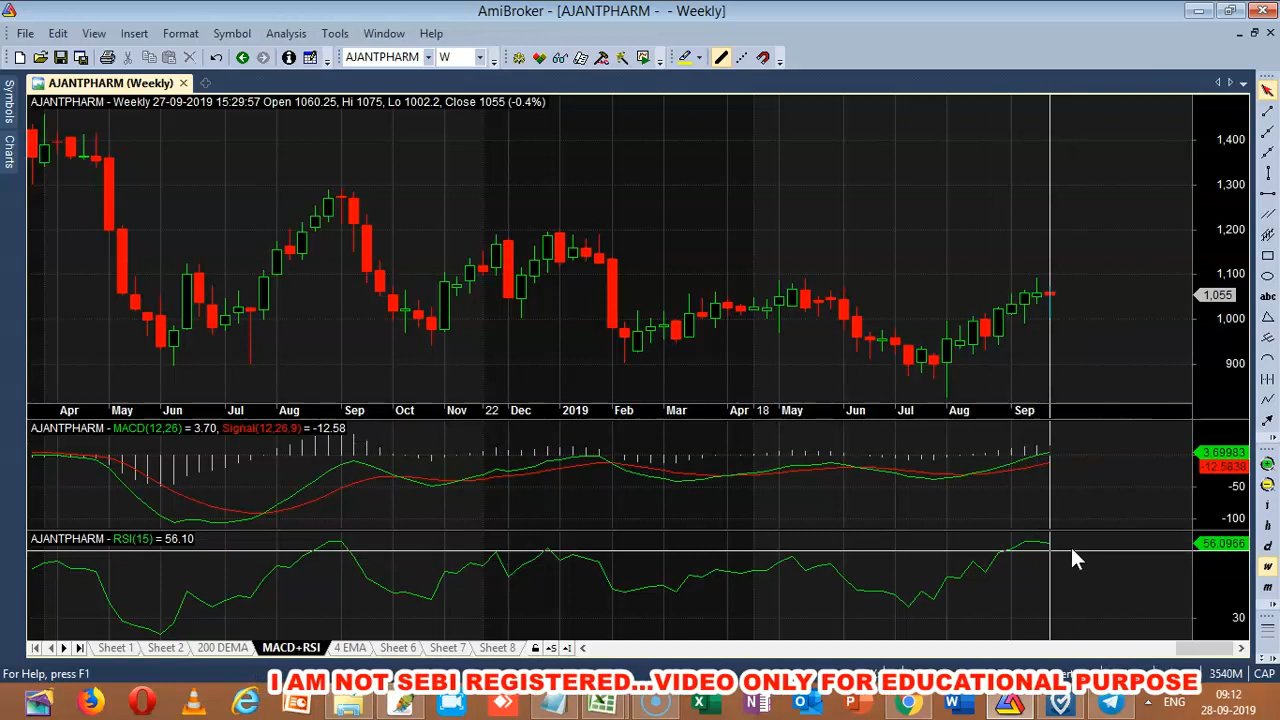 AmiBroker - [AJANTPHARM -  - Weekly]
File Edit View Insert Format Symbol Analysis Tools Window Help
AJANTPHARM W
AJANTPHARM (Weekly)
Symbols
Charts
AJANTPHARM - Weekly 27-09-2019 15:29:57 Open 1060.25, Hi 1075, Lo 1002.2, Close 1055 (-0.4%)
1,400
1,300
1,200
1,100
1,055
1,000
900
Apr May Jun Jul Aug Sep Oct Nov 22 Dec 2019 Feb Mar Apr 18 May Jun Jul Aug Sep
AJANTPHARM - MACD(12,26) = 3.70, Signal(12,26,9) = -12.58
3.69983
-12.5838
-50
-100
AJANTPHARM - RSI(15) = 56.10
56.0966
30
abc
i
d
w
m
h
Sheet 1 Sheet 2 200 DEMA MACD+RSI 4 EMA Sheet 6 Sheet 7 Sheet 8
For Help, press F1
3540M CAP
I AM NOT SEBI REGISTERED...VIDEO ONLY FOR EDUCATIONAL PURPOSE
ENG
09:12
28-09-2019